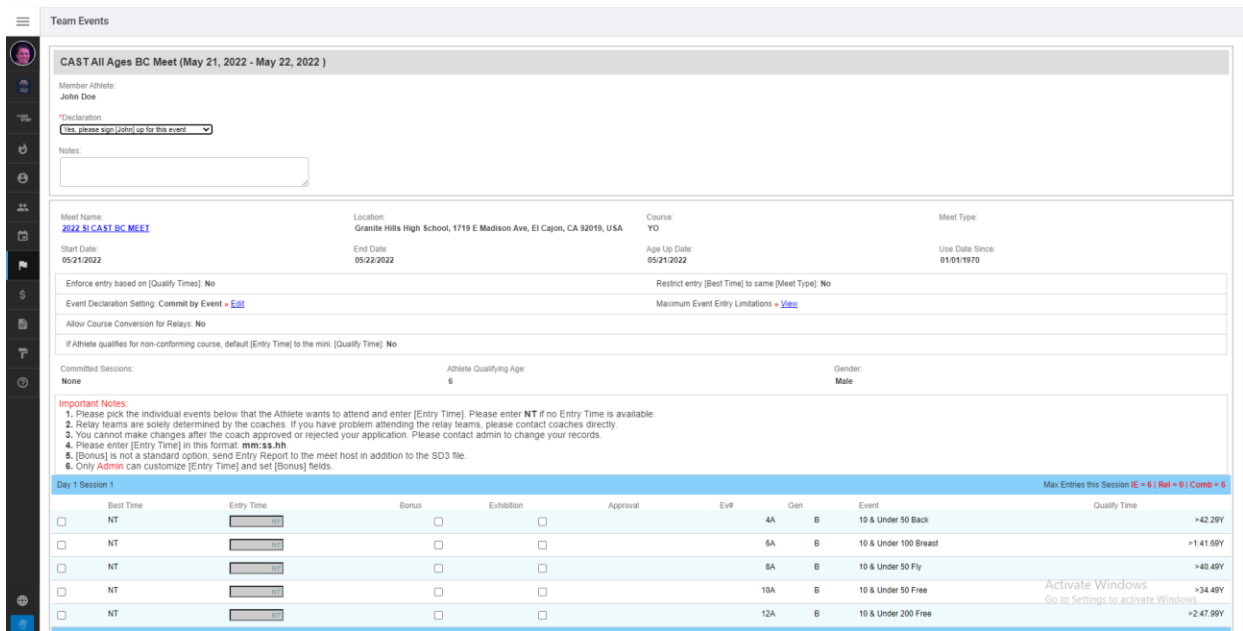 Team Events
CAST All Ages BC Meet (May 21, 2022 - May 22, 2022 )
Member Athlete:
John Doe
*Declaration
Yes, please sign [John] up for this event
Notes:
Meet Name: Location: Course: Meet Type:
2022 SI CAST BC MEET Granite Hills High School, 1719 E Madison Ave, El Cajon, CA 92019, USA YO
Start Date: End Date: Age Up Date: Use Date Since:
05/21/2022 05/22/2022 05/21/2022 01/01/1970
Enforce entry based on [Qualify Times]: No Restrict entry [Best Time] to same [Meet Type]: No
Event Declaration Setting: Commit by Event » Edit Maximum Event Entry Limitations » View
Allow Course Conversion for Relays: No
If Athlete qualifies for non-conforming course, default [Entry Time] to the mini. [Qualify Time]: No
Committed Sessions: Athlete Qualifying Age: Gender:
None 6 Male
Important Notes:
1. Please pick the individual events below that the Athlete wants to attend and enter [Entry Time]. Please enter NT if no Entry Time is available.
2. Relay teams are solely determined by the coaches. If you have problem attending the relay teams, please contact coaches directly.
3. You cannot make changes after the coach approved or rejected your application. Please contact admin to change your records.
4. Please enter [Entry Time] in this format: mm:ss.hh.
5. [Bonus] is not a standard option; send Entry Report to the meet host in addition to the SD3 file.
6. Only Admin can customize [Entry Time] and set [Bonus] fields.
Day 1 Session 1 Max Entries this Session IE = 6 | Rel = 0 | Comb = 6
Best Time Entry Time Bonus Exhibition Approval Ev# Gen Event Qualify Time
NT NT 4A B 10 & Under 50 Back >42.29Y
NT NT 6A B 10 & Under 100 Breast >1:41.69Y
NT NT 8A B 10 & Under 50 Fly >40.49Y
NT NT 10A B 10 & Under 50 Free >34.49Y
NT NT 12A B 10 & Under 200 Free >2:47.99Y
Activate Windows
Go to Settings to activate Windows.